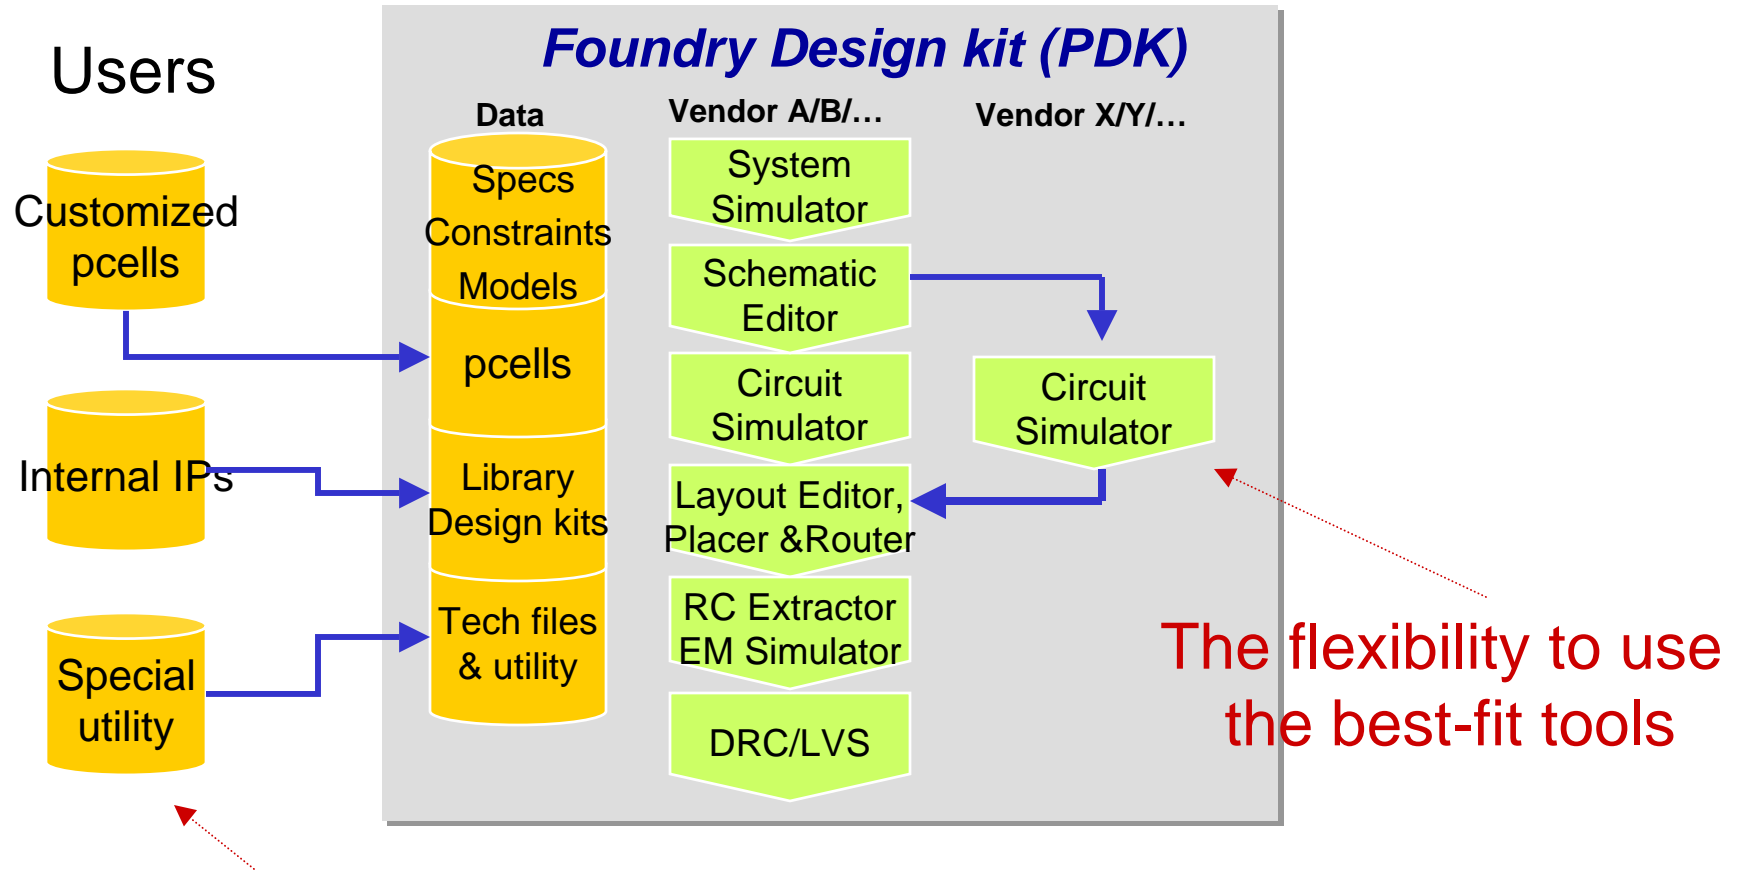 Foundry Design kit (PDK)
Users
Data
Vendor A/B/…
Vendor X/Y/…
Customized
pcells
Internal IPs
Special
utility
Specs
Constraints
Models
pcells
Library
Design kits
Tech files
& utility
System
Simulator
Schematic
Editor
Circuit
Simulator
Layout Editor,
Placer &Router
RC Extractor
EM Simulator
DRC/LVS
Circuit
Simulator
The flexibility to use
the best-fit tools